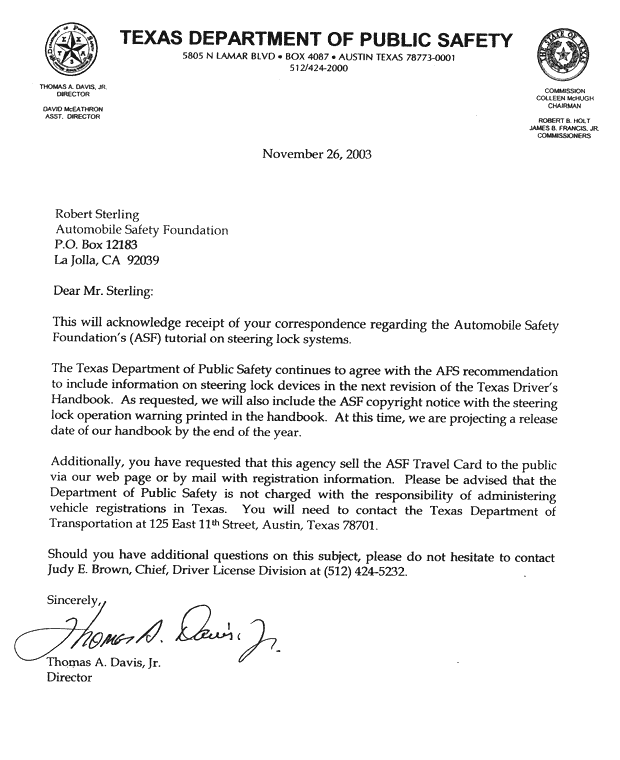 TEXAS DEPARTMENT OF PUBLIC SAFETY
5805 N LAMAR BLVD • BOX 4087 • AUSTIN TEXAS 78773-0001
512/424-2000
THOMAS A. DAVIS, JR.
DIRECTOR
DAVID McEATHRON
ASST. DIRECTOR
COMMISSION
COLLEEN McHUGH
CHAIRMAN
ROBERT B. HOLT
JAMES B. FRANCIS, JR.
COMMISSIONERS
November 26, 2003
Robert Sterling
Automobile Safety Foundation
P.O. Box 12183
La Jolla, CA 92039
Dear Mr. Sterling:
This will acknowledge receipt of your correspondence regarding the Automobile Safety
Foundation's (ASF) tutorial on steering lock systems.
The Texas Department of Public Safety continues to agree with the AFS recommendation
to include information on steering lock devices in the next revision of the Texas Driver's
Handbook. As requested, we will also include the ASF copyright notice with the steering
lock operation warning printed in the handbook. At this time, we are projecting a release
date of our handbook by the end of the year.
Additionally, you have requested that this agency sell the ASF Travel Card to the public
via our web page or by mail with registration information. Please be advised that the
Department of Public Safety is not charged with the responsibility of administering
vehicle registrations in Texas. You will need to contact the Texas Department of
Transportation at 125 East 11th Street, Austin, Texas 78701.
Should you have additional questions on this subject, please do not hesitate to contact
Judy E. Brown, Chief, Driver License Division at (512) 424-5232.
Sincerely,
Thomas A. Davis, Jr.
Thomas A. Davis, Jr.
Director